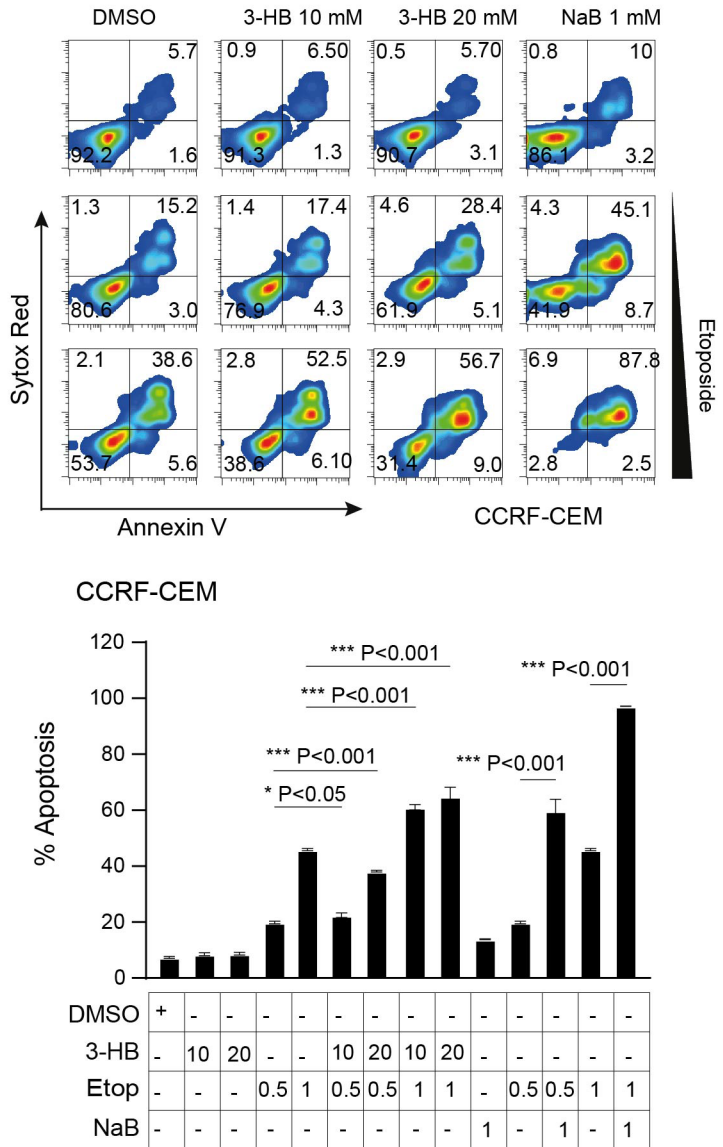 DMSO 3-HB 10 mM 3-HB 20 mM NaB 1 mM
5.7 0.9 6.50 0.5 5.70 0.8 10
92.2 1.6 91.3 1.3 90.7 3.1 86.1 3.2
1.3 15.2 1.4 17.4 4.6 28.4 4.3 45.1
80.6 3.0 76.9 4.3 61.9 5.1 41.9 8.7
2.1 38.6 2.8 52.5 2.9 56.7 6.9 87.8
53.7 5.6 38.6 6.10 31.4 9.0 2.8 2.5
Sytox Red
Etoposide
Annexin V CCRF-CEM
CCRF-CEM
% Apoptosis
120
100
80
60
40
20
0
*** P<0.001
*** P<0.001
*** P<0.001
*** P<0.001
* P<0.05
*** P<0.001
DMSO + - - - - - - - - - - - - -
3-HB - 10 20 - - 10 20 10 20 - - - - -
Etop - - - 0.5 1 0.5 0.5 1 1 - 0.5 0.5 1 1
NaB - - - - - - - - - 1 - 1 - 1